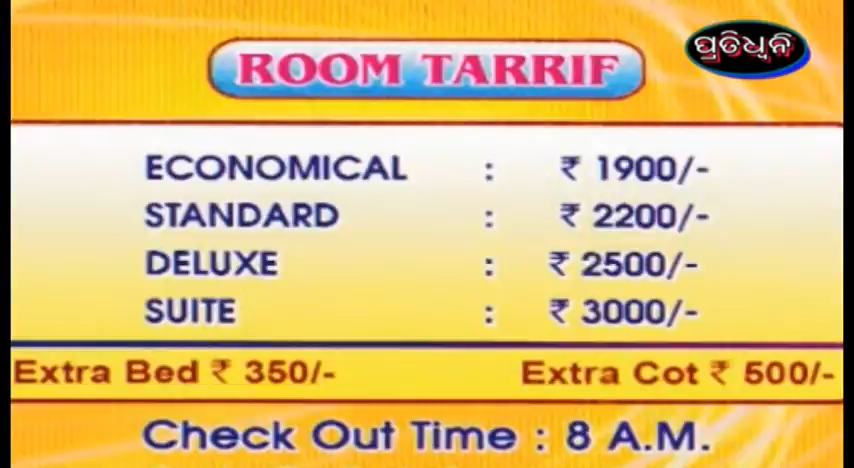 ପ୍ରତିଧ୍ୱନି
ROOM TARRIF
ECONOMICAL : ₹ 1900/-
STANDARD : ₹ 2200/-
DELUXE : ₹ 2500/-
SUITE : ₹ 3000/-
Extra Bed ₹ 350/- Extra Cot ₹ 500/-
Check Out Time : 8 A.M.